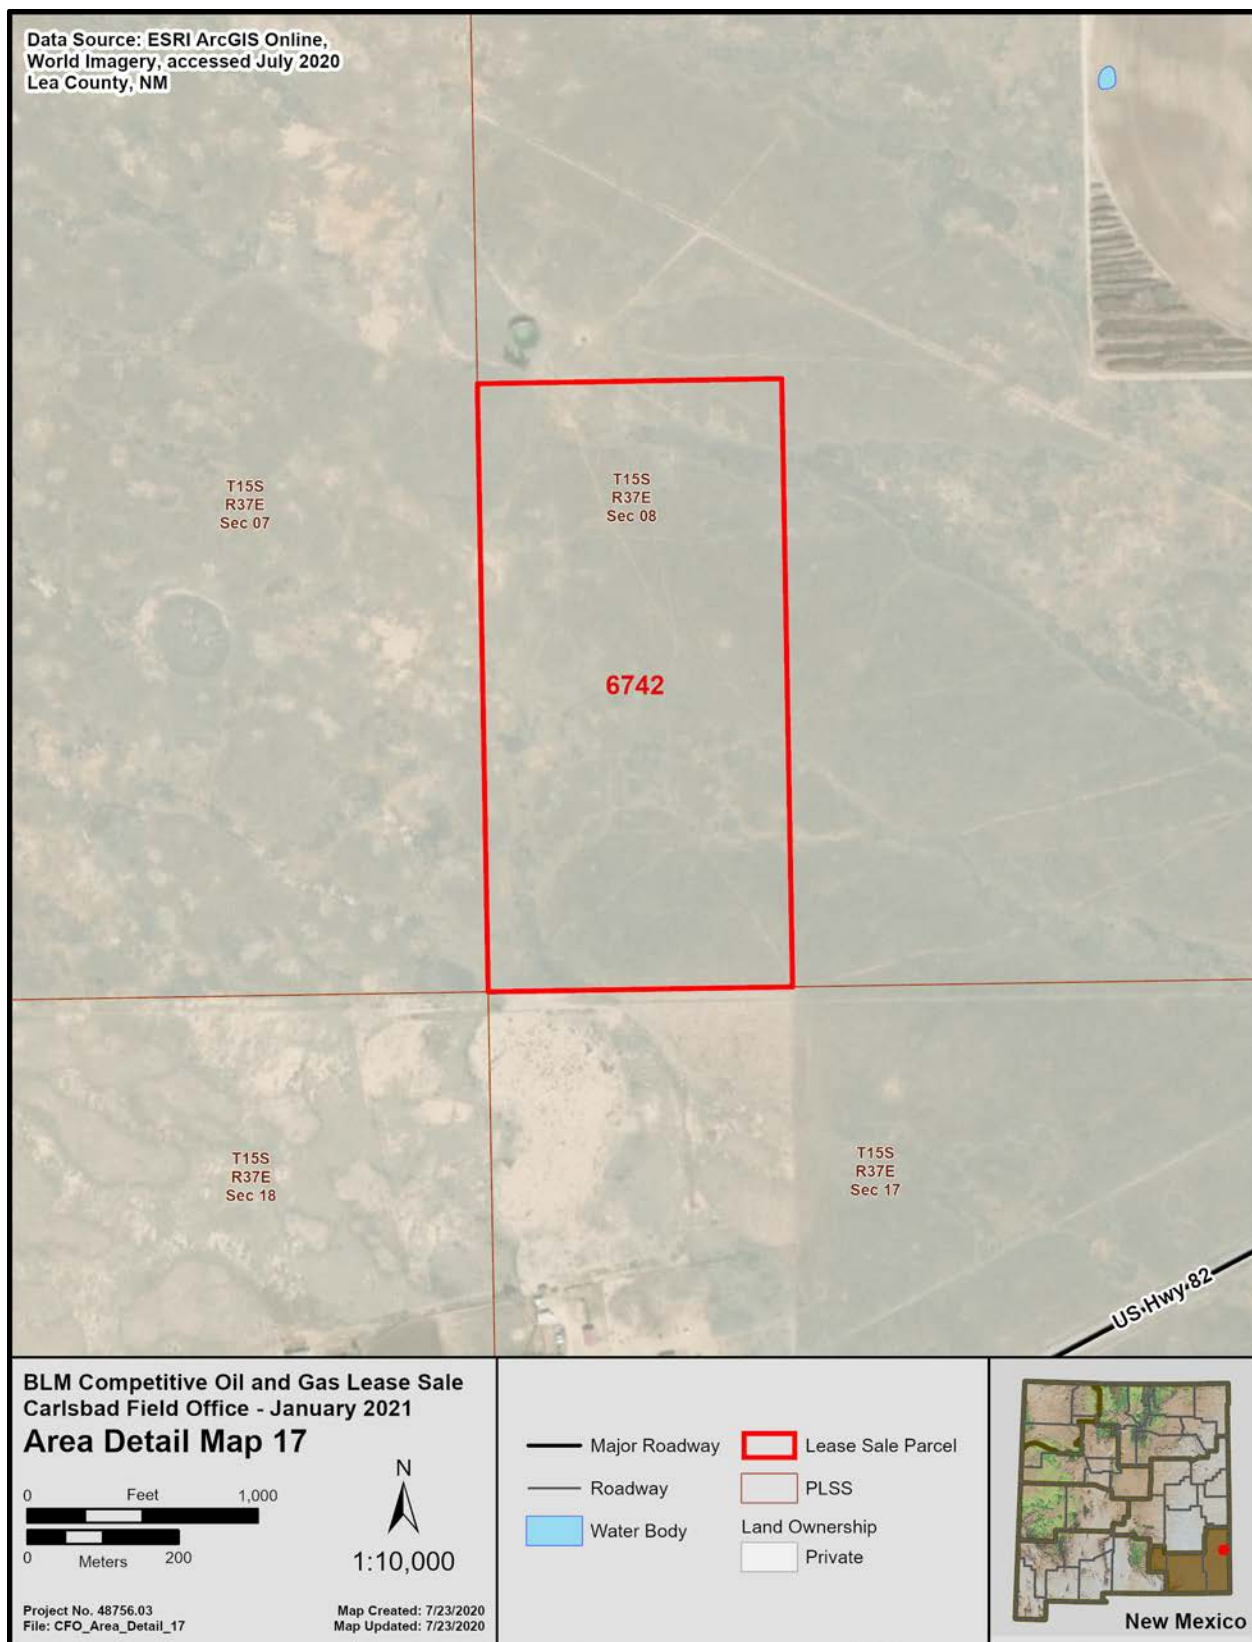 Data Source: ESRI ArcGIS Online,
World Imagery, accessed July 2020
Lea County, NM
T15S
R37E
Sec 07
T15S
R37E
Sec 08
6742
T15S
R37E
Sec 18
T15S
R37E
Sec 17
US Hwy 82
BLM Competitive Oil and Gas Lease Sale
Carlsbad Field Office - January 2021
Area Detail Map 17
0 Feet 1,000
0 Meters 200
N
1:10,000
Project No. 48756.03
File: CFO_Area_Detail_17
Map Created: 7/23/2020
Map Updated: 7/23/2020
Major Roadway
Roadway
Water Body
Lease Sale Parcel
PLSS
Land Ownership
Private
New Mexico